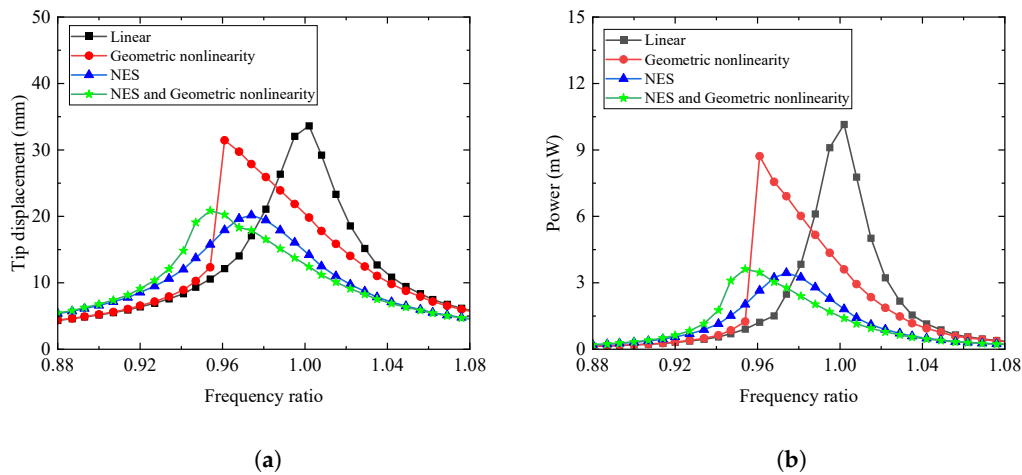 50
40
30
20
10
0
Tip displacement (mm)
Linear
Geometric nonlinearity
NES
NES and Geometric nonlinearity
0.88 0.92 0.96 1.00 1.04 1.08
Frequency ratio
(a)
15
12
9
6
3
0
Power (mW)
Linear
Geometric nonlinearity
NES
NES and Geometric nonlinearity
0.88 0.92 0.96 1.00 1.04 1.08
Frequency ratio
(b)